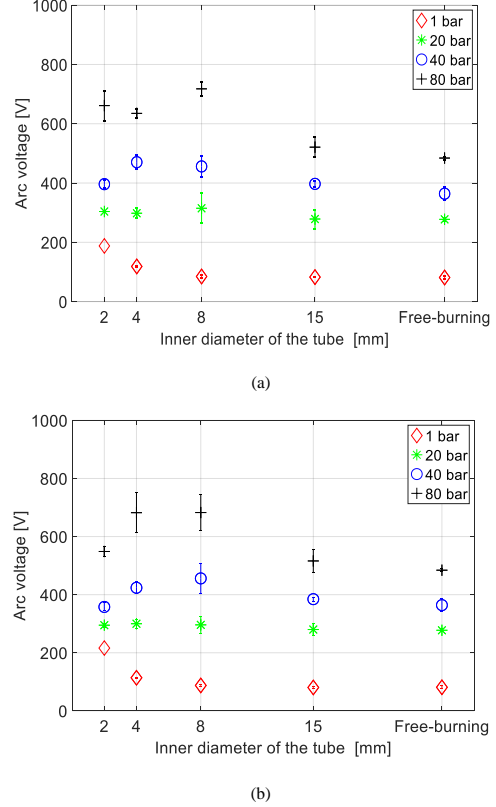 1000
800
600
400
200
0
Arc voltage [V]
1 bar
20 bar
40 bar
80 bar
2 4 8 15 Free-burning
Inner diameter of the tube [mm]
(a)
1000
800
600
400
200
0
Arc voltage [V]
1 bar
20 bar
40 bar
80 bar
2 4 8 15 Free-burning
Inner diameter of the tube [mm]
(b)